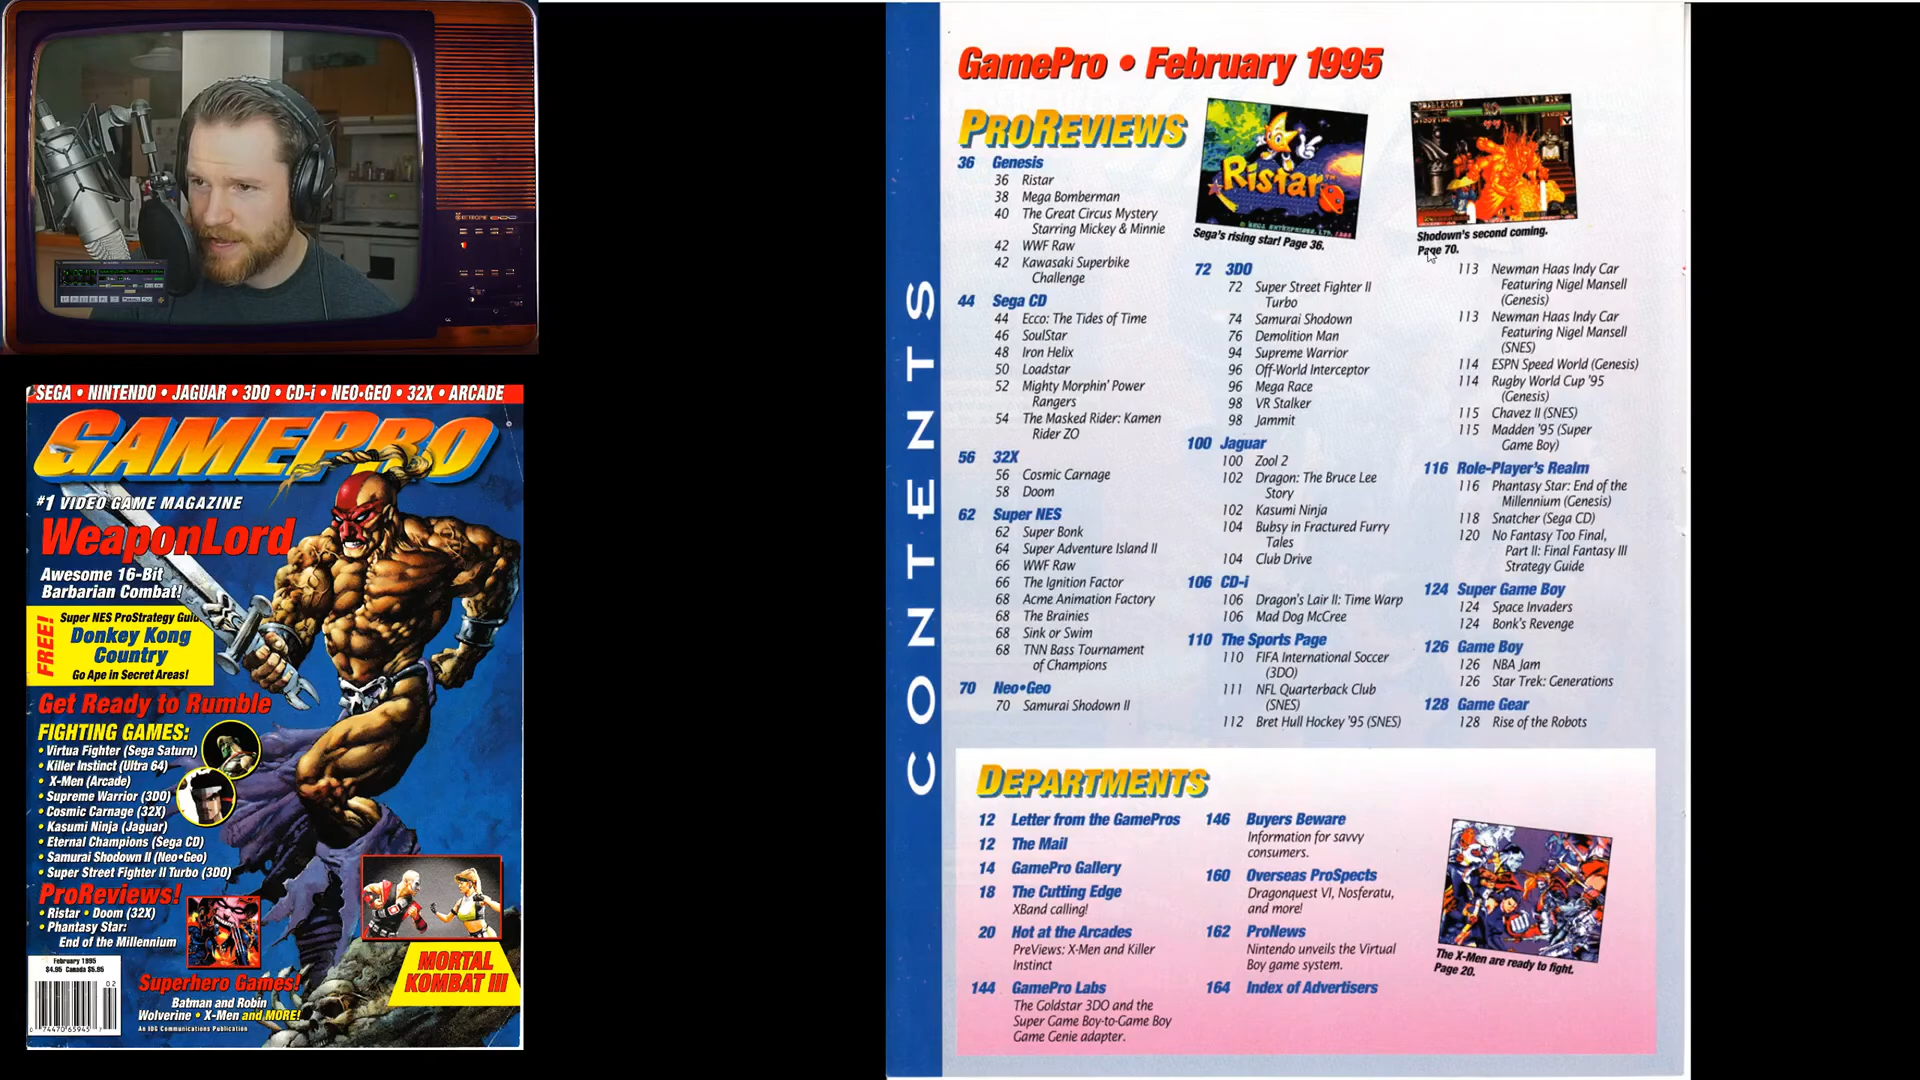 SEGA • NINTENDO • JAGUAR • 3DO • CD-i • NEO•GEO • 32X • ARCADE
GAMEPRO
#1 VIDEO GAME MAGAZINE
WeaponLord
Awesome 16-Bit
Barbarian Combat!
FREE!
Super NES ProStrategy Guide
Donkey Kong
Country
Go Ape in Secret Areas!
Get Ready to Rumble
FIGHTING GAMES:
• Virtua Fighter (Sega Saturn)
• Killer Instinct (Ultra 64)
• X-Men (Arcade)
• Supreme Warrior (3DO)
• Cosmic Carnage (32X)
• Kasumi Ninja (Jaguar)
• Eternal Champions (Sega CD)
• Samurai Shodown II (Neo•Geo)
• Super Street Fighter II Turbo (3DO)
ProReviews!
• Ristar • Doom (32X)
• Phantasy Star:
End of the Millennium
February 1995
$4.95 Canada $5.95
02
0 74470 65945 7
Superhero Games!
Batman and Robin
Wolverine • X-Men and MORE!
An IDG Communications Publication
MORTAL
KOMBAT III
CONTENTS
GamePro • February 1995
PROREVIEWS
36 Genesis
36 Ristar
38 Mega Bomberman
40 The Great Circus Mystery
Starring Mickey & Minnie
42 WWF Raw
42 Kawasaki Superbike
Challenge
44 Sega CD
44 Ecco: The Tides of Time
46 SoulStar
48 Iron Helix
50 Loadstar
52 Mighty Morphin' Power
Rangers
54 The Masked Rider: Kamen
Rider ZO
56 32X
56 Cosmic Carnage
58 Doom
62 Super NES
62 Super Bonk
64 Super Adventure Island II
66 WWF Raw
66 The Ignition Factor
68 Acme Animation Factory
68 The Brainies
68 Sink or Swim
68 TNN Bass Tournament
of Champions
70 Neo•Geo
70 Samurai Shodown II
Ristar
Sega's rising star! Page 36.
72 3DO
72 Super Street Fighter II
Turbo
74 Samurai Shodown
76 Demolition Man
94 Supreme Warrior
96 Off-World Interceptor
96 Mega Race
98 VR Stalker
98 Jammit
100 Jaguar
100 Zool 2
102 Dragon: The Bruce Lee
Story
102 Kasumi Ninja
104 Bubsy in Fractured Furry
Tales
104 Club Drive
106 CD-i
106 Dragon's Lair II: Time Warp
106 Mad Dog McCree
110 The Sports Page
110 FIFA International Soccer
(3DO)
111 NFL Quarterback Club
(SNES)
112 Bret Hull Hockey '95 (SNES)
Shodown's second coming.
Page 70.
113 Newman Haas Indy Car
Featuring Nigel Mansell
(Genesis)
113 Newman Haas Indy Car
Featuring Nigel Mansell
(SNES)
114 ESPN Speed World (Genesis)
114 Rugby World Cup '95
(Genesis)
115 Chavez II (SNES)
115 Madden '95 (Super
Game Boy)
116 Role-Player's Realm
116 Phantasy Star: End of the
Millennium (Genesis)
118 Snatcher (Sega CD)
120 No Fantasy Too Final,
Part II: Final Fantasy III
Strategy Guide
124 Super Game Boy
124 Space Invaders
124 Bonk's Revenge
126 Game Boy
126 NBA Jam
126 Star Trek: Generations
128 Game Gear
128 Rise of the Robots
DEPARTMENTS
12 Letter from the GamePros
12 The Mail
14 GamePro Gallery
18 The Cutting Edge
XBand calling!
20 Hot at the Arcades
PreViews: X-Men and Killer
Instinct
144 GamePro Labs
The Goldstar 3DO and the
Super Game Boy-to-Game Boy
Game Genie adapter.
146 Buyers Beware
Information for savvy
consumers.
160 Overseas ProSpects
Dragonquest VI, Nosferatu,
and more!
162 ProNews
Nintendo unveils the Virtual
Boy game system.
164 Index of Advertisers
The X-Men are ready to fight.
Page 20.